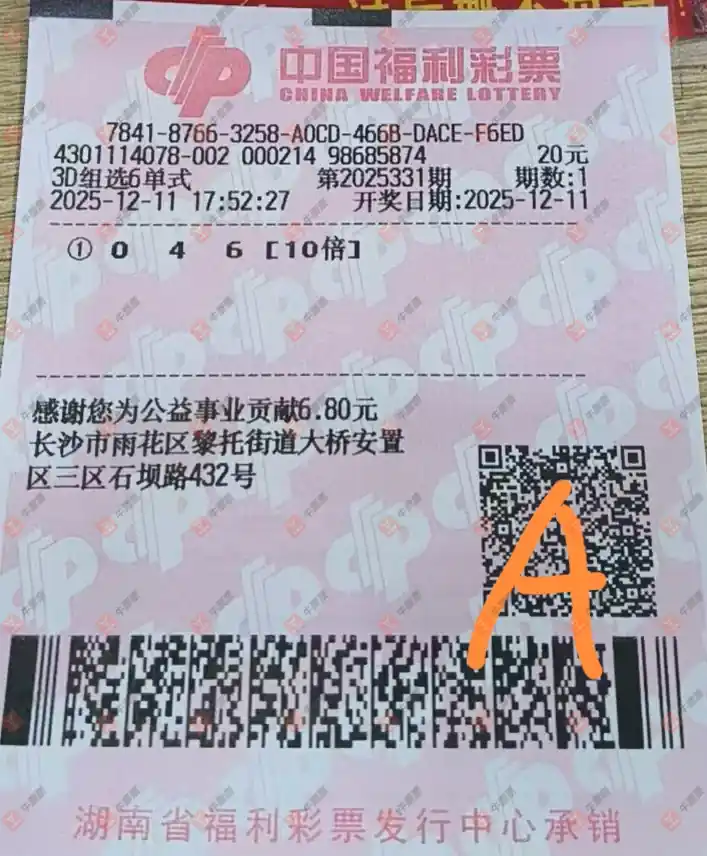 中国福利彩票
CHINA WELFARE LOTTERY
7841-8766-3258-A0CD-466B-DACE-F6ED
4301114078-002 000214 98685874 20元
3D组选6单式 第2025331期 期数:1
2025-12-11 17:52:27 开奖日期:2025-12-11
① 0 4 6 [10倍]
感谢您为公益事业贡献6.80元
长沙市雨花区黎托街道大桥安置
区三区石坝路432号
A
湖南省福利彩票发行中心承销